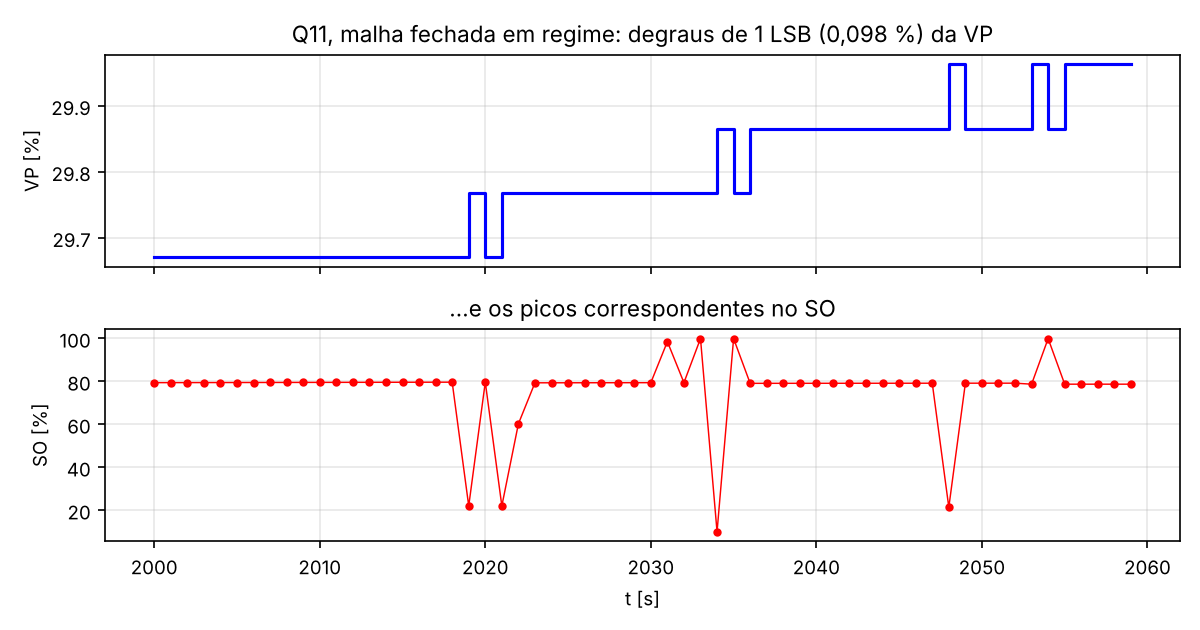 Q11, malha fechada em regime: degraus de 1 LSB (0,098 %) da VP
29.9
29.8
29.7
VP [%]
...e os picos correspondentes no SO
100
80
60
40
20
SO [%]
2000 2010 2020 2030 2040 2050 2060
t [s]